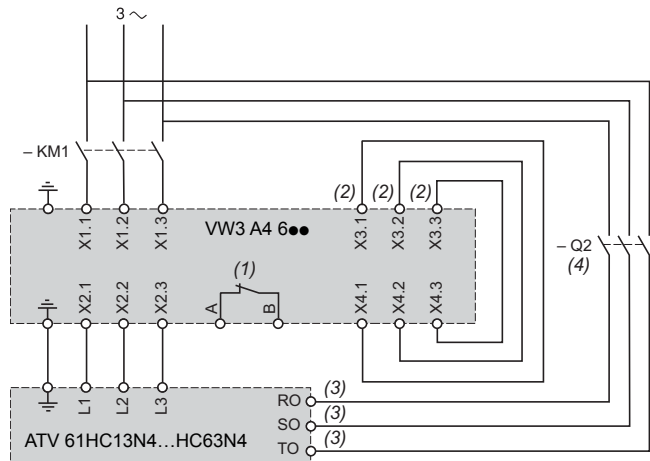 3 ~
– KM1
(2) (2) (2)
X1.1 X1.2 X1.3 VW3 A4 6●● X3.1 X3.2 X3.3
– Q2
(4)
(1)
X2.1 X2.2 X2.3 A B X4.1 X4.2 X4.3
L1 L2 L3
RO (3)
SO (3)
TO (3)
ATV 61HC13N4…HC63N4